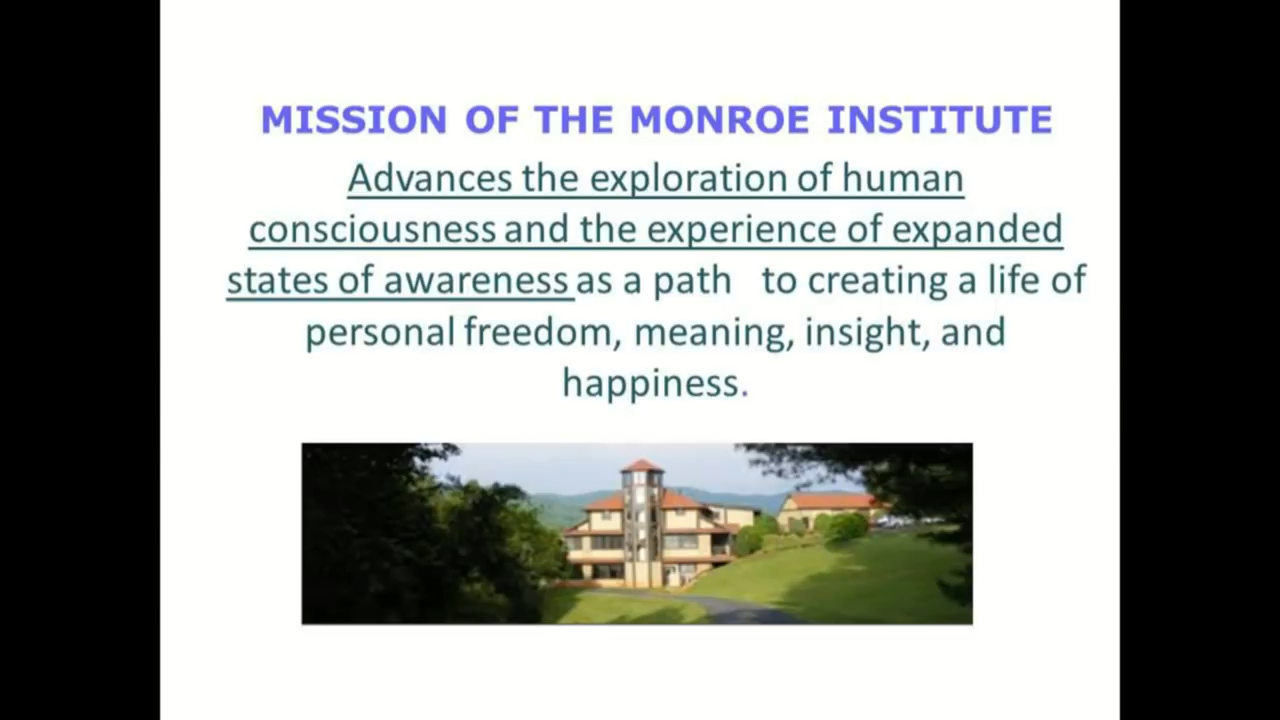 MISSION OF THE MONROE INSTITUTE
Advances the exploration of human
consciousness and the experience of expanded
states of awareness as a path to creating a life of
personal freedom, meaning, insight, and
happiness.